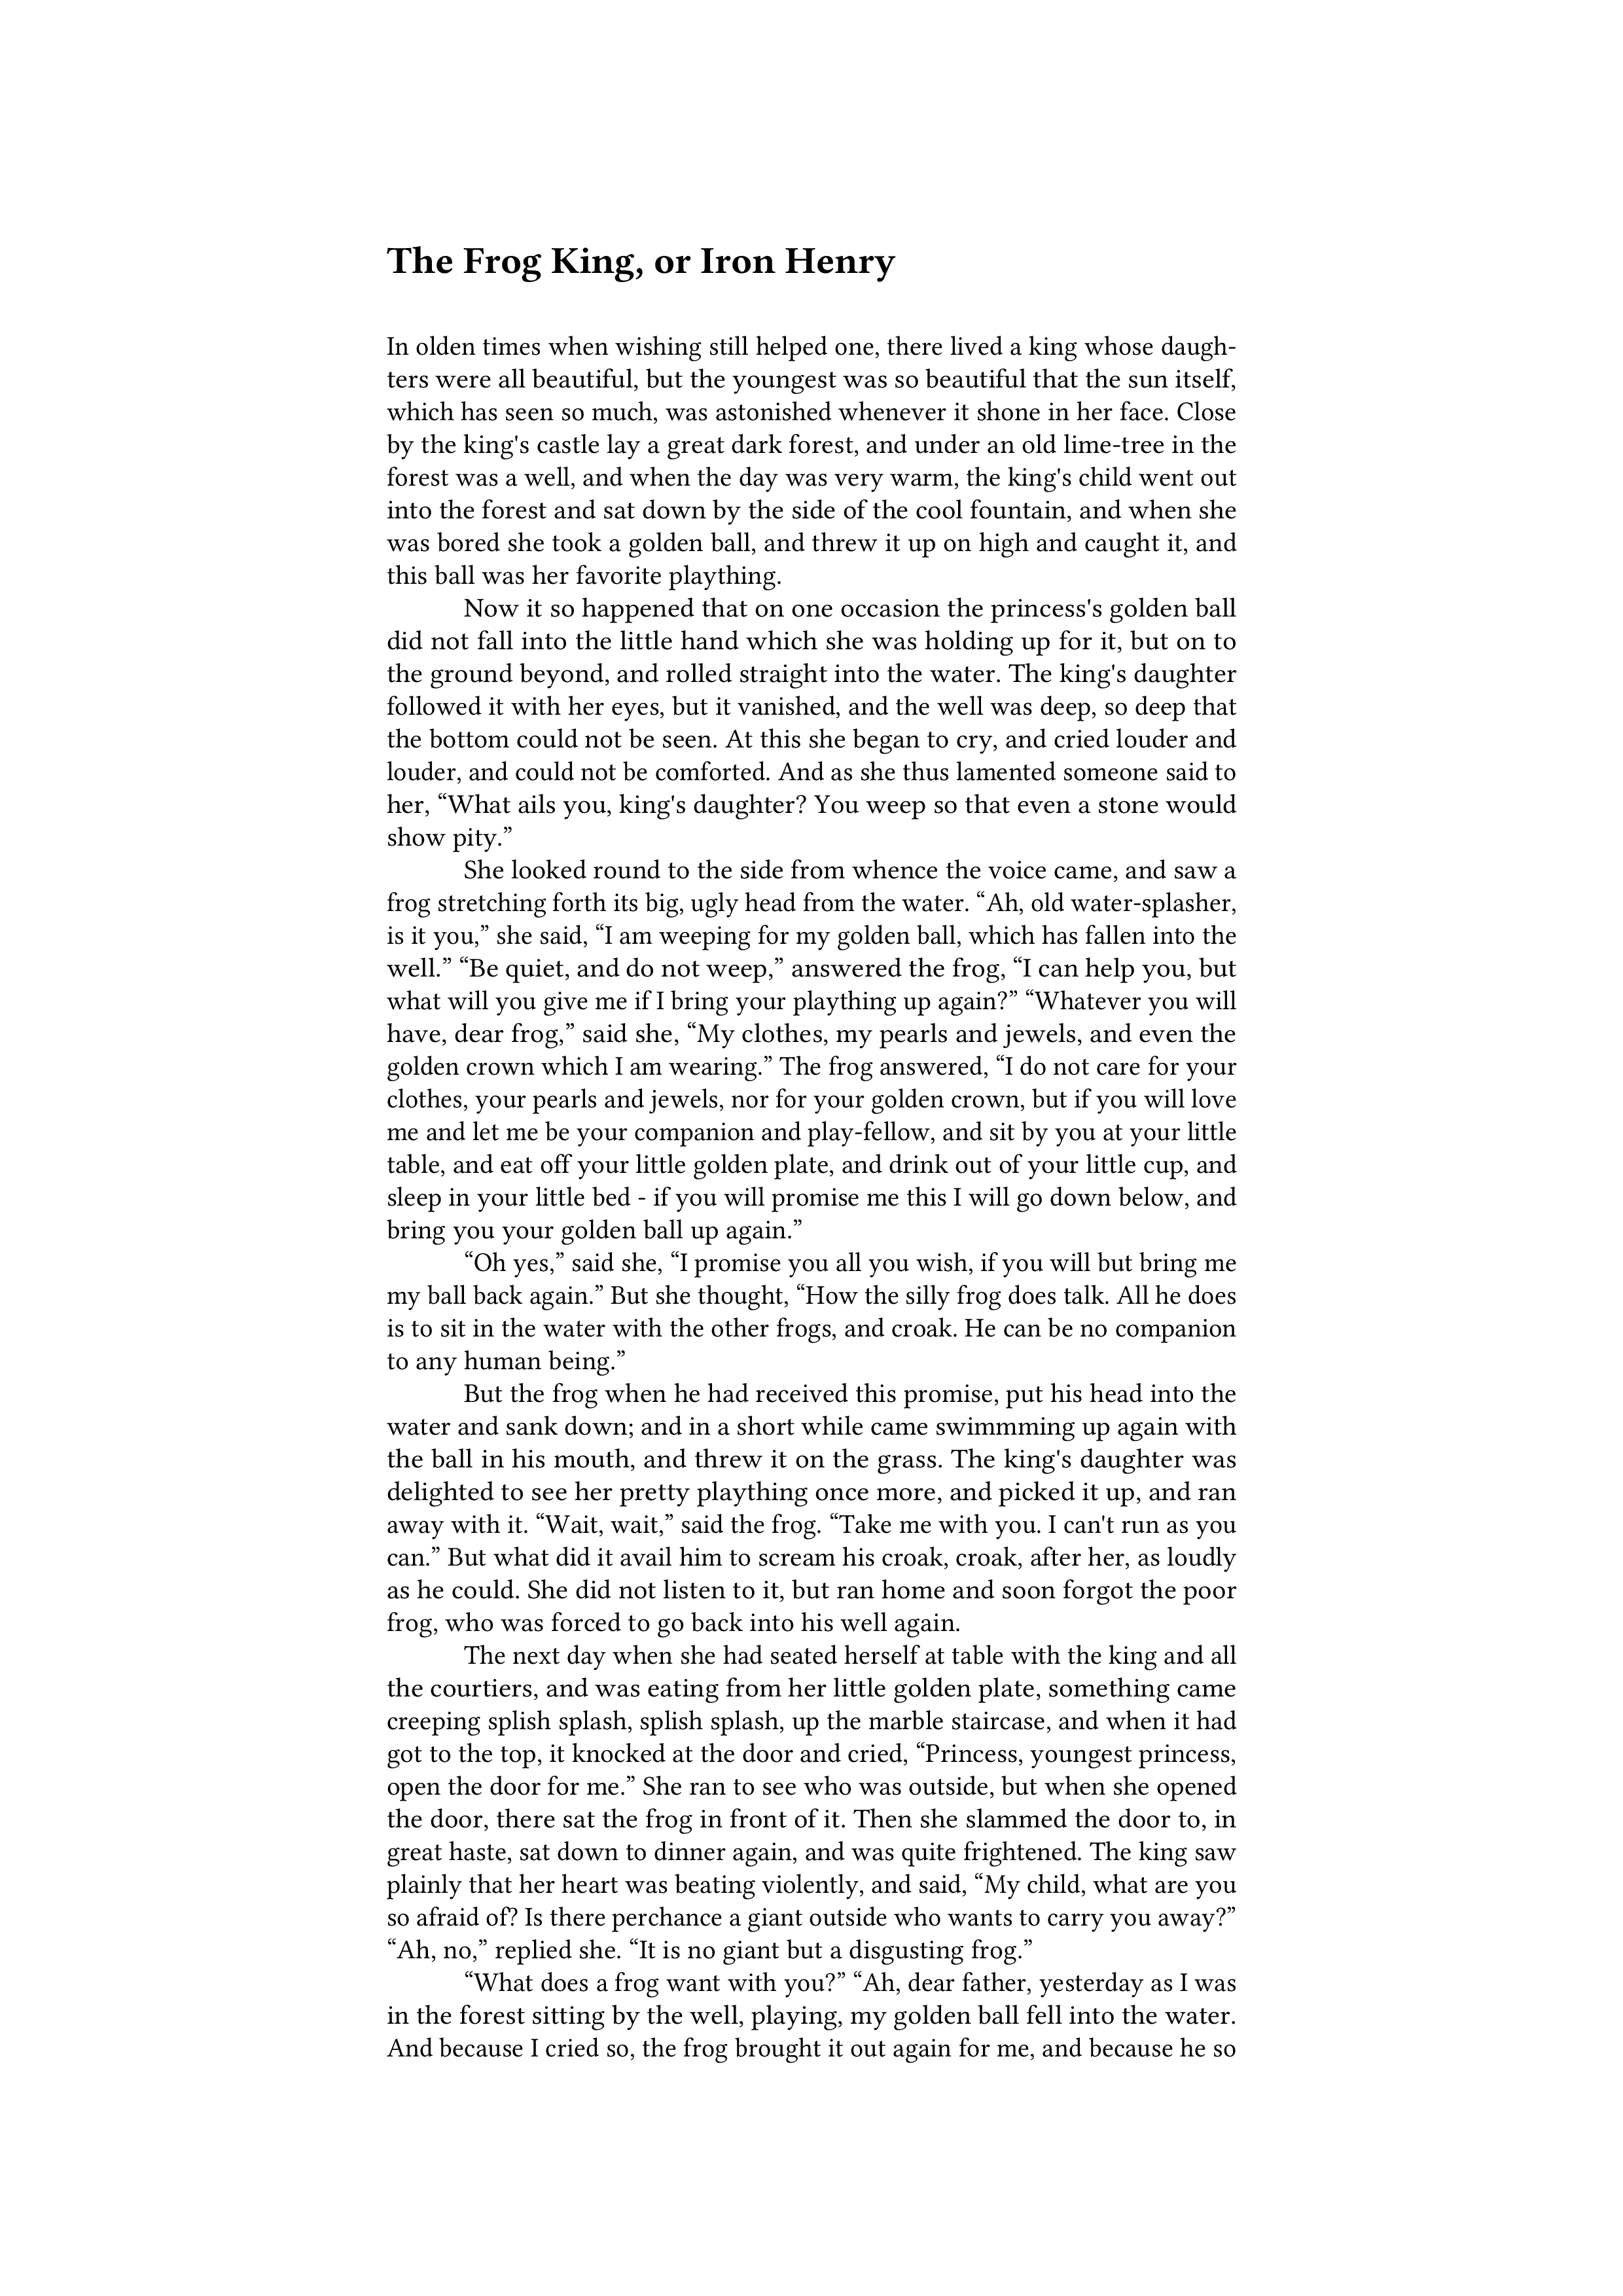 The Frog King, or Iron Henry
In olden times when wishing still helped one, there lived a king whose daugh-
ters were all beautiful, but the youngest was so beautiful that the sun itself,
which has seen so much, was astonished whenever it shone in her face. Close
by the king's castle lay a great dark forest, and under an old lime-tree in the
forest was a well, and when the day was very warm, the king's child went out
into the forest and sat down by the side of the cool fountain, and when she
was bored she took a golden ball, and threw it up on high and caught it, and
this ball was her favorite plaything.
Now it so happened that on one occasion the princess's golden ball
did not fall into the little hand which she was holding up for it, but on to
the ground beyond, and rolled straight into the water. The king's daughter
followed it with her eyes, but it vanished, and the well was deep, so deep that
the bottom could not be seen. At this she began to cry, and cried louder and
louder, and could not be comforted. And as she thus lamented someone said to
her, “What ails you, king's daughter? You weep so that even a stone would
show pity.”
She looked round to the side from whence the voice came, and saw a
frog stretching forth its big, ugly head from the water. “Ah, old water-splasher,
is it you,” she said, “I am weeping for my golden ball, which has fallen into the
well.” “Be quiet, and do not weep,” answered the frog, “I can help you, but
what will you give me if I bring your plaything up again?” “Whatever you will
have, dear frog,” said she, “My clothes, my pearls and jewels, and even the
golden crown which I am wearing.” The frog answered, “I do not care for your
clothes, your pearls and jewels, nor for your golden crown, but if you will love
me and let me be your companion and play-fellow, and sit by you at your little
table, and eat off your little golden plate, and drink out of your little cup, and
sleep in your little bed - if you will promise me this I will go down below, and
bring you your golden ball up again.”
“Oh yes,” said she, “I promise you all you wish, if you will but bring me
my ball back again.” But she thought, “How the silly frog does talk. All he does
is to sit in the water with the other frogs, and croak. He can be no companion
to any human being.”
But the frog when he had received this promise, put his head into the
water and sank down; and in a short while came swimmming up again with
the ball in his mouth, and threw it on the grass. The king's daughter was
delighted to see her pretty plaything once more, and picked it up, and ran
away with it. “Wait, wait,” said the frog. “Take me with you. I can't run as you
can.” But what did it avail him to scream his croak, croak, after her, as loudly
as he could. She did not listen to it, but ran home and soon forgot the poor
frog, who was forced to go back into his well again.
The next day when she had seated herself at table with the king and all
the courtiers, and was eating from her little golden plate, something came
creeping splish splash, splish splash, up the marble staircase, and when it had
got to the top, it knocked at the door and cried, “Princess, youngest princess,
open the door for me.” She ran to see who was outside, but when she opened
the door, there sat the frog in front of it. Then she slammed the door to, in
great haste, sat down to dinner again, and was quite frightened. The king saw
plainly that her heart was beating violently, and said, “My child, what are you
so afraid of? Is there perchance a giant outside who wants to carry you away?”
“Ah, no,” replied she. “It is no giant but a disgusting frog.”
“What does a frog want with you?” “Ah, dear father, yesterday as I was
in the forest sitting by the well, playing, my golden ball fell into the water.
And because I cried so, the frog brought it out again for me, and because he so